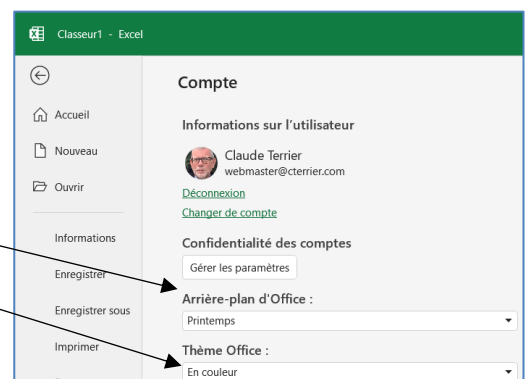 Classeur1 - Excel
Accueil
Nouveau
Ouvrir
Informations
Enregistrer
Enregistrer sous
Imprimer
Compte
Informations sur l'utilisateur
Claude Terrier
webmaster@cterrier.com
Déconnexion
Changer de compte
Confidentialité des comptes
Gérer les paramètres
Arrière-plan d'Office :
Printemps
Thème Office :
En couleur